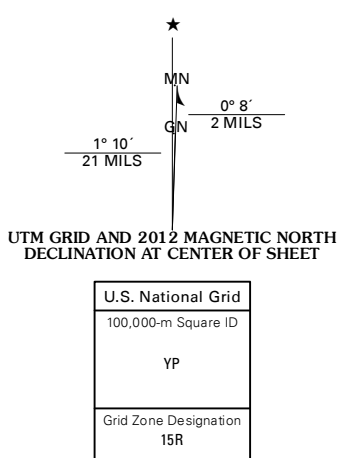 ★
MN
0° 8´
2 MILS
GN
1° 10´
21 MILS
UTM GRID AND 2012 MAGNETIC NORTH
DECLINATION AT CENTER OF SHEET
U.S. National Grid
100,000-m Square ID
YP
Grid Zone Designation
15R